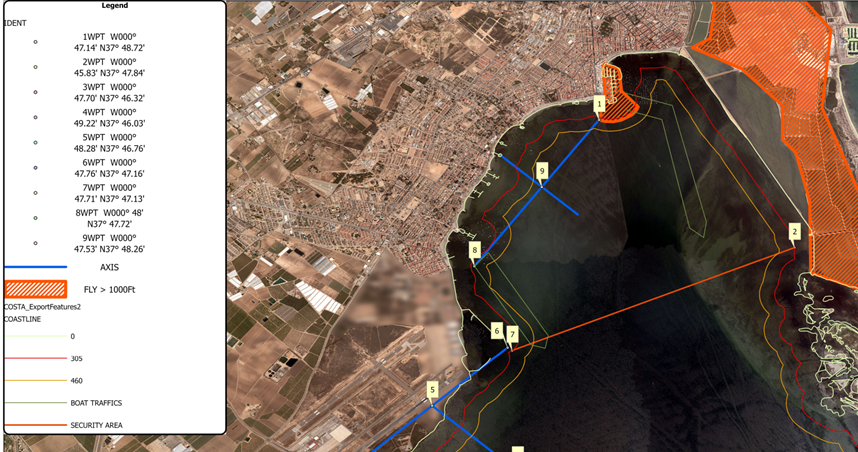 Legend
IDENT
1WPT W000°
47.14' N37° 48.72'
2WPT W000°
45.83' N37° 47.84'
3WPT W000°
47.70' N37° 46.32'
4WPT W000°
49.22' N37° 46.03'
5WPT W000°
48.28' N37° 46.76'
6WPT W000°
47.76' N37° 47.16'
7WPT W000°
47.71' N37° 47.13'
8WPT W000° 48'
N37° 47.72'
9WPT W000°
47.53' N37° 48.26'
AXIS
FLY > 1000Ft
COSTA_ExportFeatures2
COASTLINE
0
305
460
BOAT TRAFFICS
SECURITY AREA
1
9
2
8
6
7
5